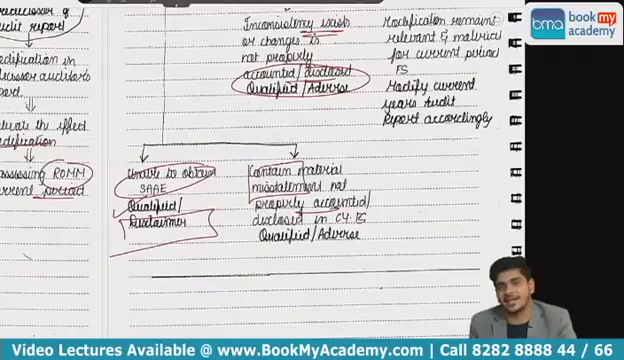 predecessor of
audit report
modification in
predecessor auditor's
report
evaluate the effect
modification
assessing ROMM
current period
Inconsistency exists
or changes is
not properly
accounted / disclosed
Qualified / Adverse
Modification remains
relevant & material
for current period
FS
Modify current
years Audit
Report accordingly
Unable to obtain
SAAE
Qualified/
Disclaimer
Contain material
misstatement not
properly accounted/
disclosed in CY FS
Qualified/Adverse
bma
book my
academy
Video Lectures Available @ www.BookMyAcademy.com | Call 8282 8888 44 / 66